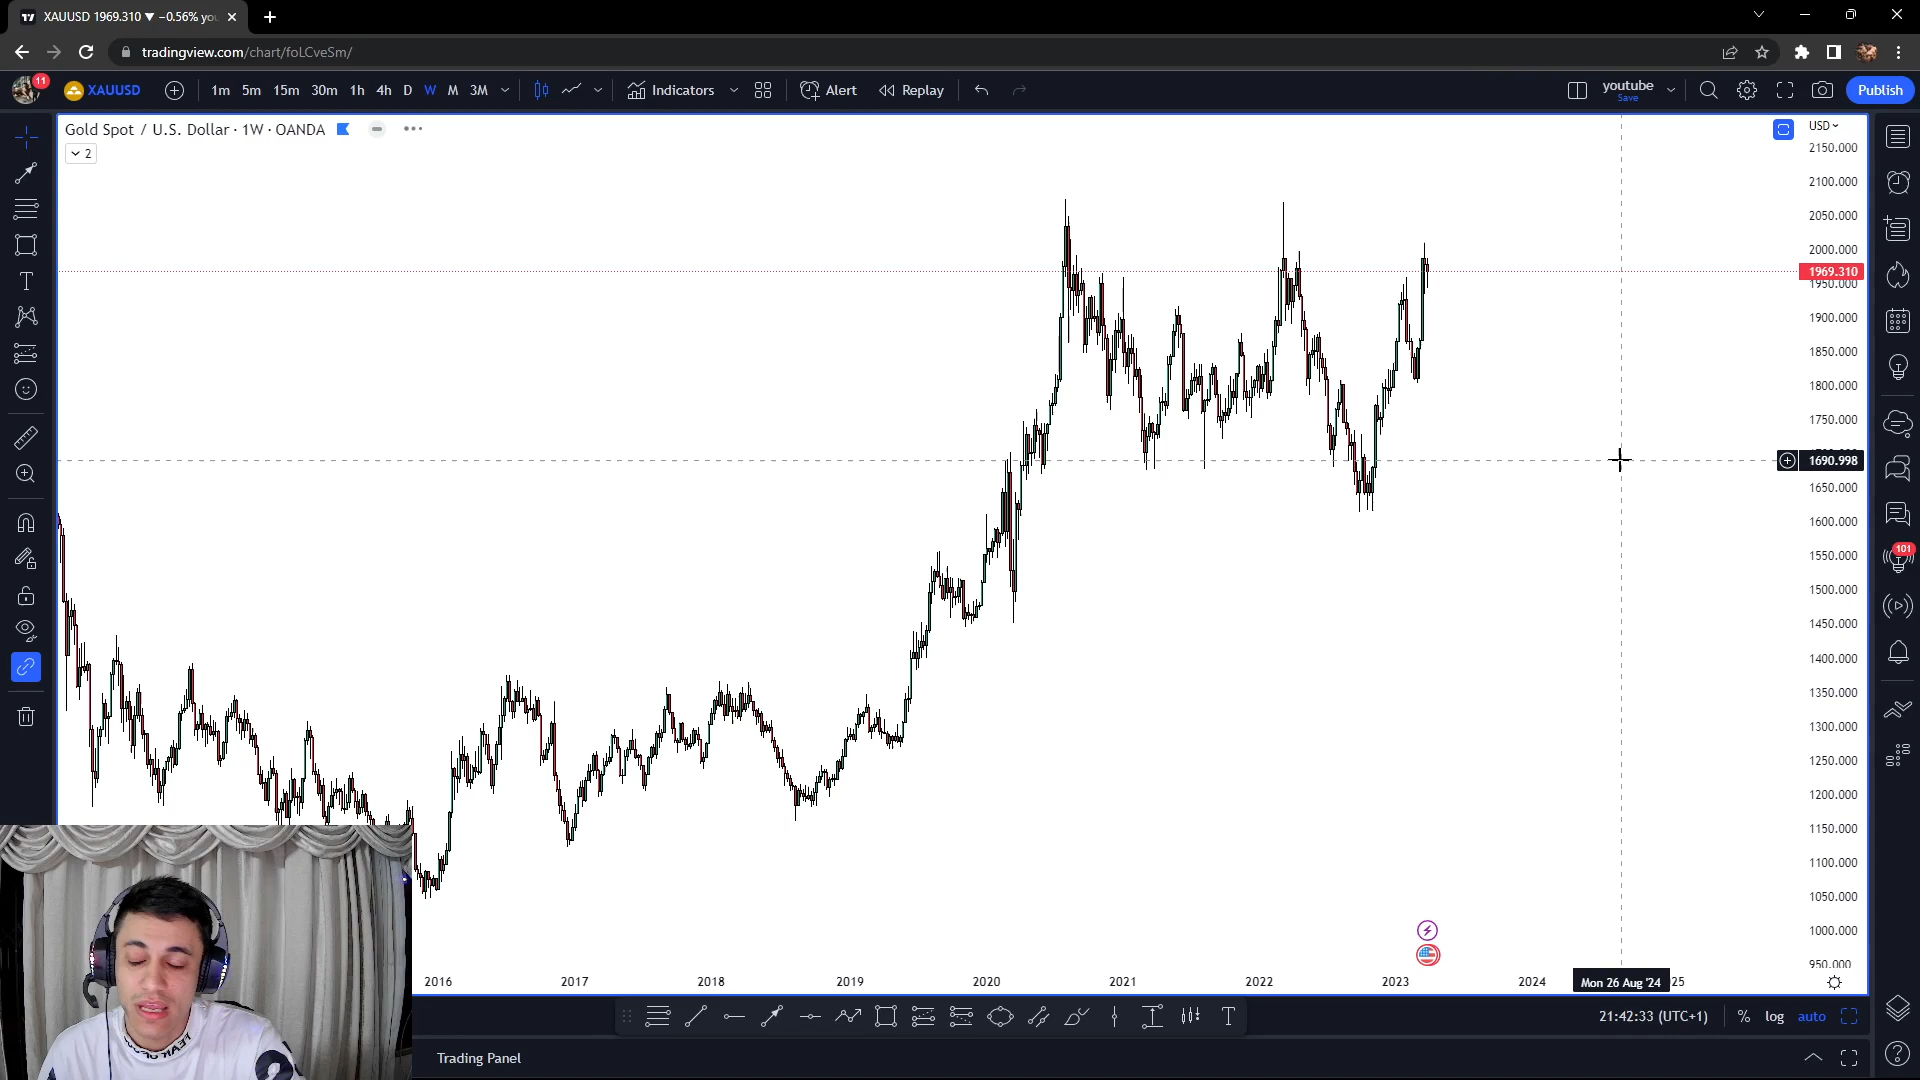 XAUUSD 1969.310 ▼ −0.56% yo
tradingview.com/chart/foLCveSm/
11
XAUUSD
1m 5m 15m 30m 1h 4h D W M 3M
Indicators
Alert
Replay
youtube
Save
Publish
Gold Spot / U.S. Dollar · 1W · OANDA
2
USD
2150.000
2100.000
2050.000
2000.000
1969.310
1950.000
1900.000
1850.000
1800.000
1750.000
1690.998
1650.000
1600.000
1550.000
1500.000
1450.000
1400.000
1350.000
1300.000
1250.000
1200.000
1150.000
1100.000
1050.000
1000.000
950.000
101
2016 2017 2018 2019 2020 2021 2022 2023 2024 Mon 26 Aug '24 25
T
21:42:33 (UTC+1) % log auto
Trading Panel